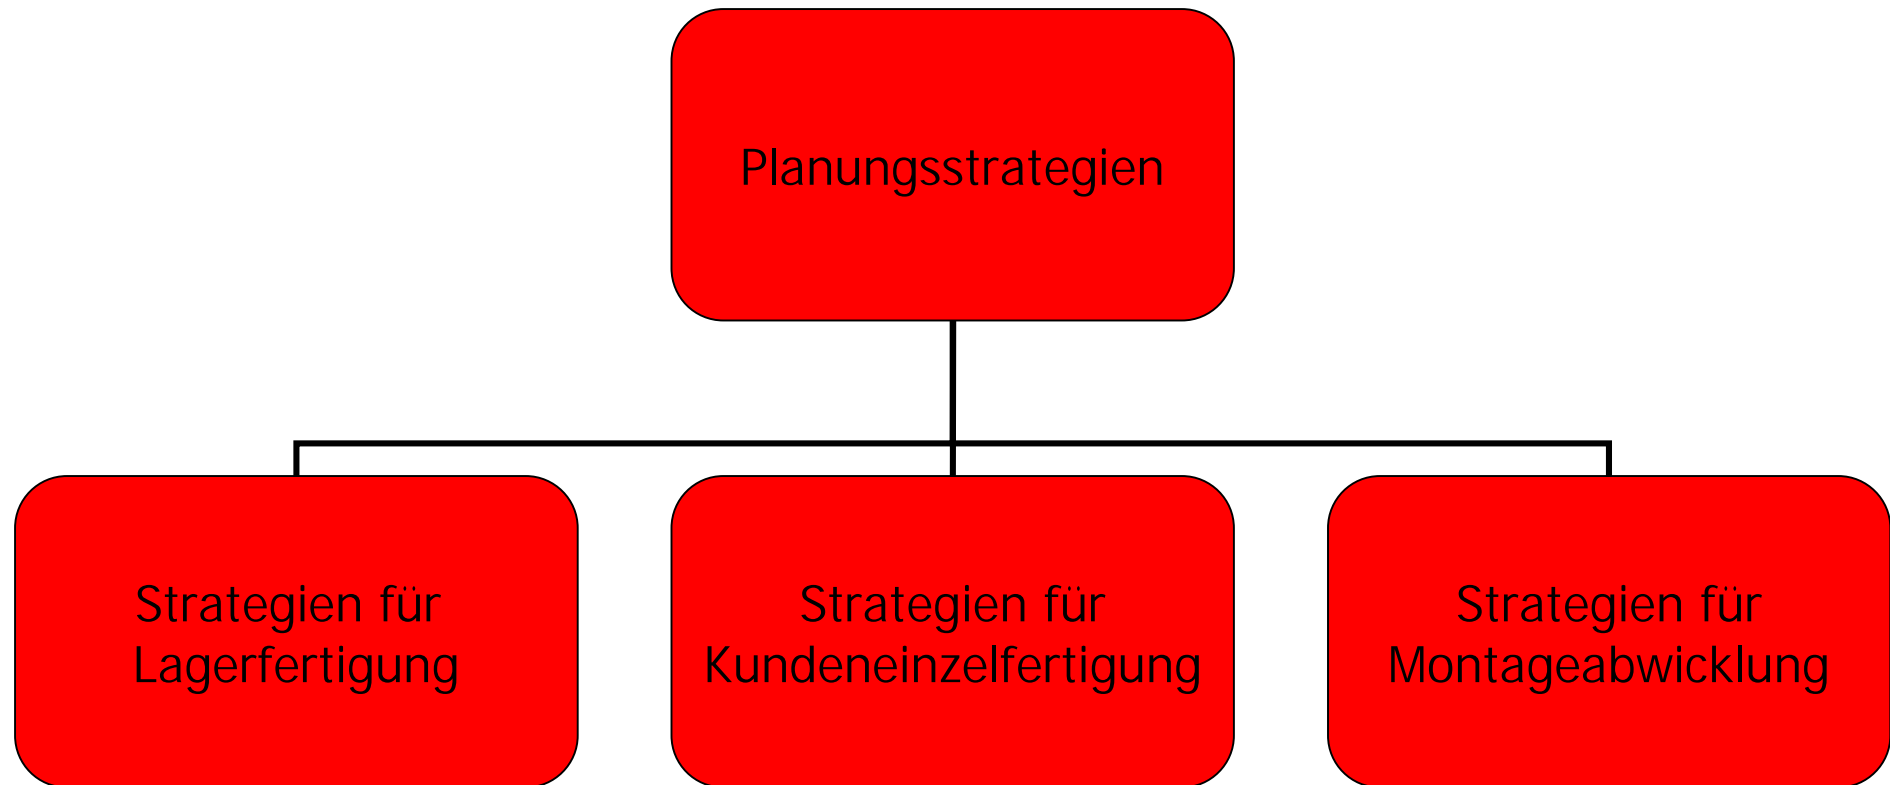 Planungsstrategien
Strategien für
Lagerfertigung
Strategien für
Kundeneinzelfertigung
Strategien für
Montageabwicklung